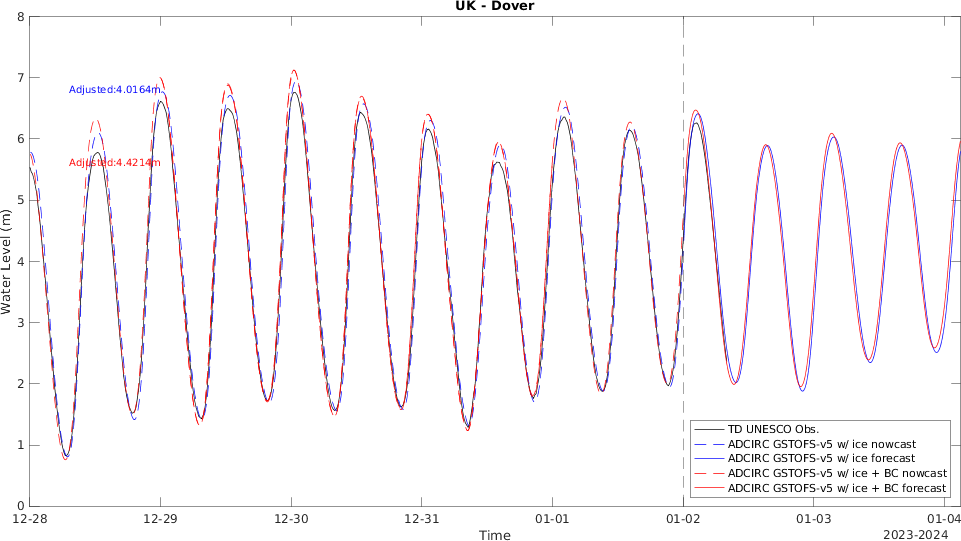 UK - Dover
8
7
Adjusted:4.0164m
6
Adjusted:4.4214m
5
Water Level (m)
4
3
2
1
0
TD UNESCO Obs.
ADCIRC GSTOFS-v5 w/ ice nowcast
ADCIRC GSTOFS-v5 w/ ice forecast
ADCIRC GSTOFS-v5 w/ ice + BC nowcast
ADCIRC GSTOFS-v5 w/ ice + BC forecast
12-28 12-29 12-30 12-31 01-01 01-02 01-03 01-04
Time
2023-2024